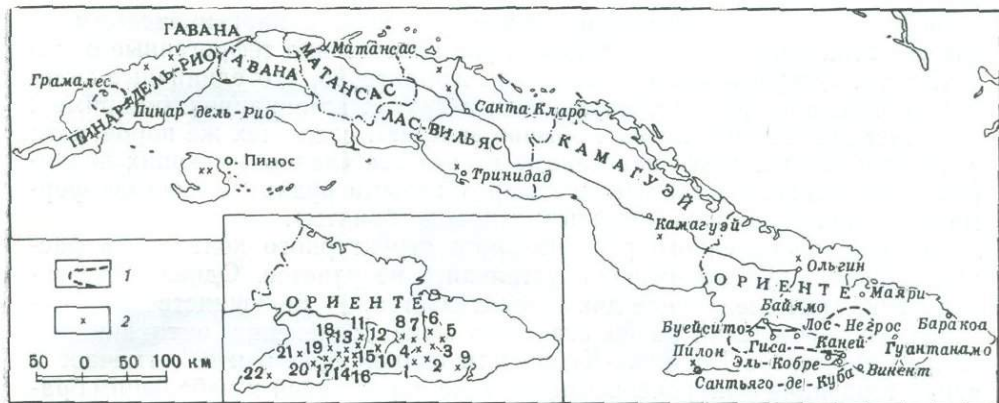 ГАВАНА
Матансас
Грамалес
ПИНАР-ДЕЛЬ-РИО
ГАВАНА
МАТАНСАС
Пинар-дель-Рио
Санта Клара
ЛАС-ВИЛЬЯС
КАМАГУЭЙ
о. Пинос
Тринидад
Камагуэй
Ольгин
ОРИЕНТЕ
Маяри
Байямо
Баракоа
Буейсито
Лос-Негрос
Гиса
Каней
Гуантанамо
Пилон
Эль-Кобре
Винент
Сантьяго-де-Куба
1
2
50 0 50 100 км
ОРИЕНТЕ
6
18 13 11 12 8 7 5
21 19 15 10 4 3
22 20 17 14 16 1 2 9